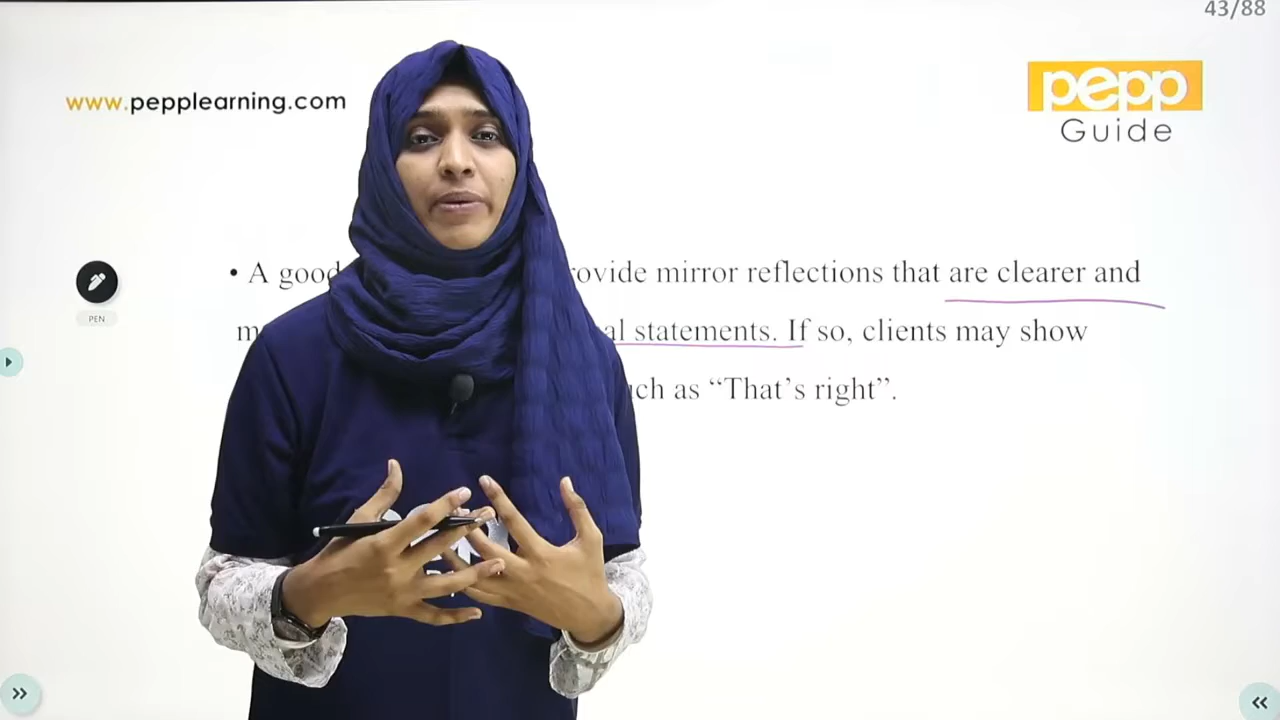 43/88
www.pepplearning.com
pepp
Guide
PEN
• A good rovide mirror reflections that are clearer and
al statements. If so, clients may show
uch as “That’s right”.